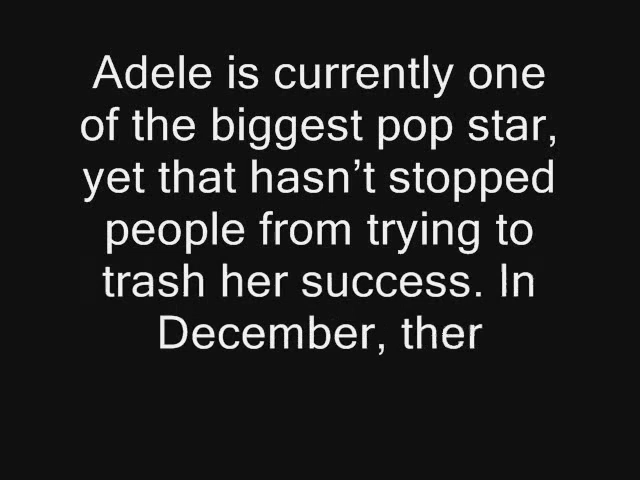 Adele is currently one
of the biggest pop star,
yet that hasn’t stopped
people from trying to
trash her success. In
December, ther